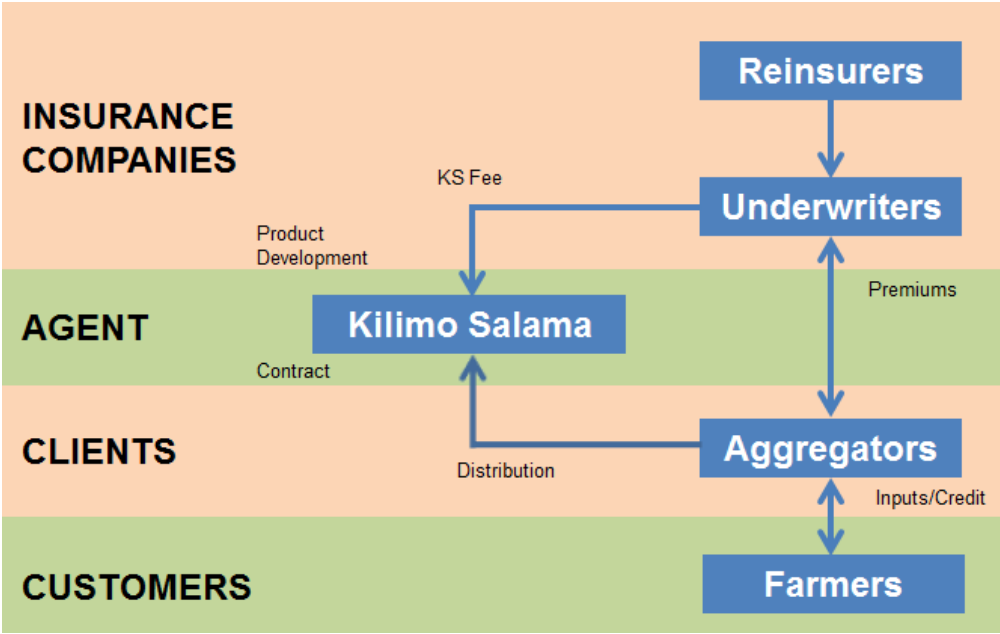 Reinsurers
INSURANCE
COMPANIES
KS Fee
Underwriters
Product
Development
Premiums
AGENT
Kilimo Salama
Contract
CLIENTS
Aggregators
Distribution
Inputs/Credit
CUSTOMERS
Farmers